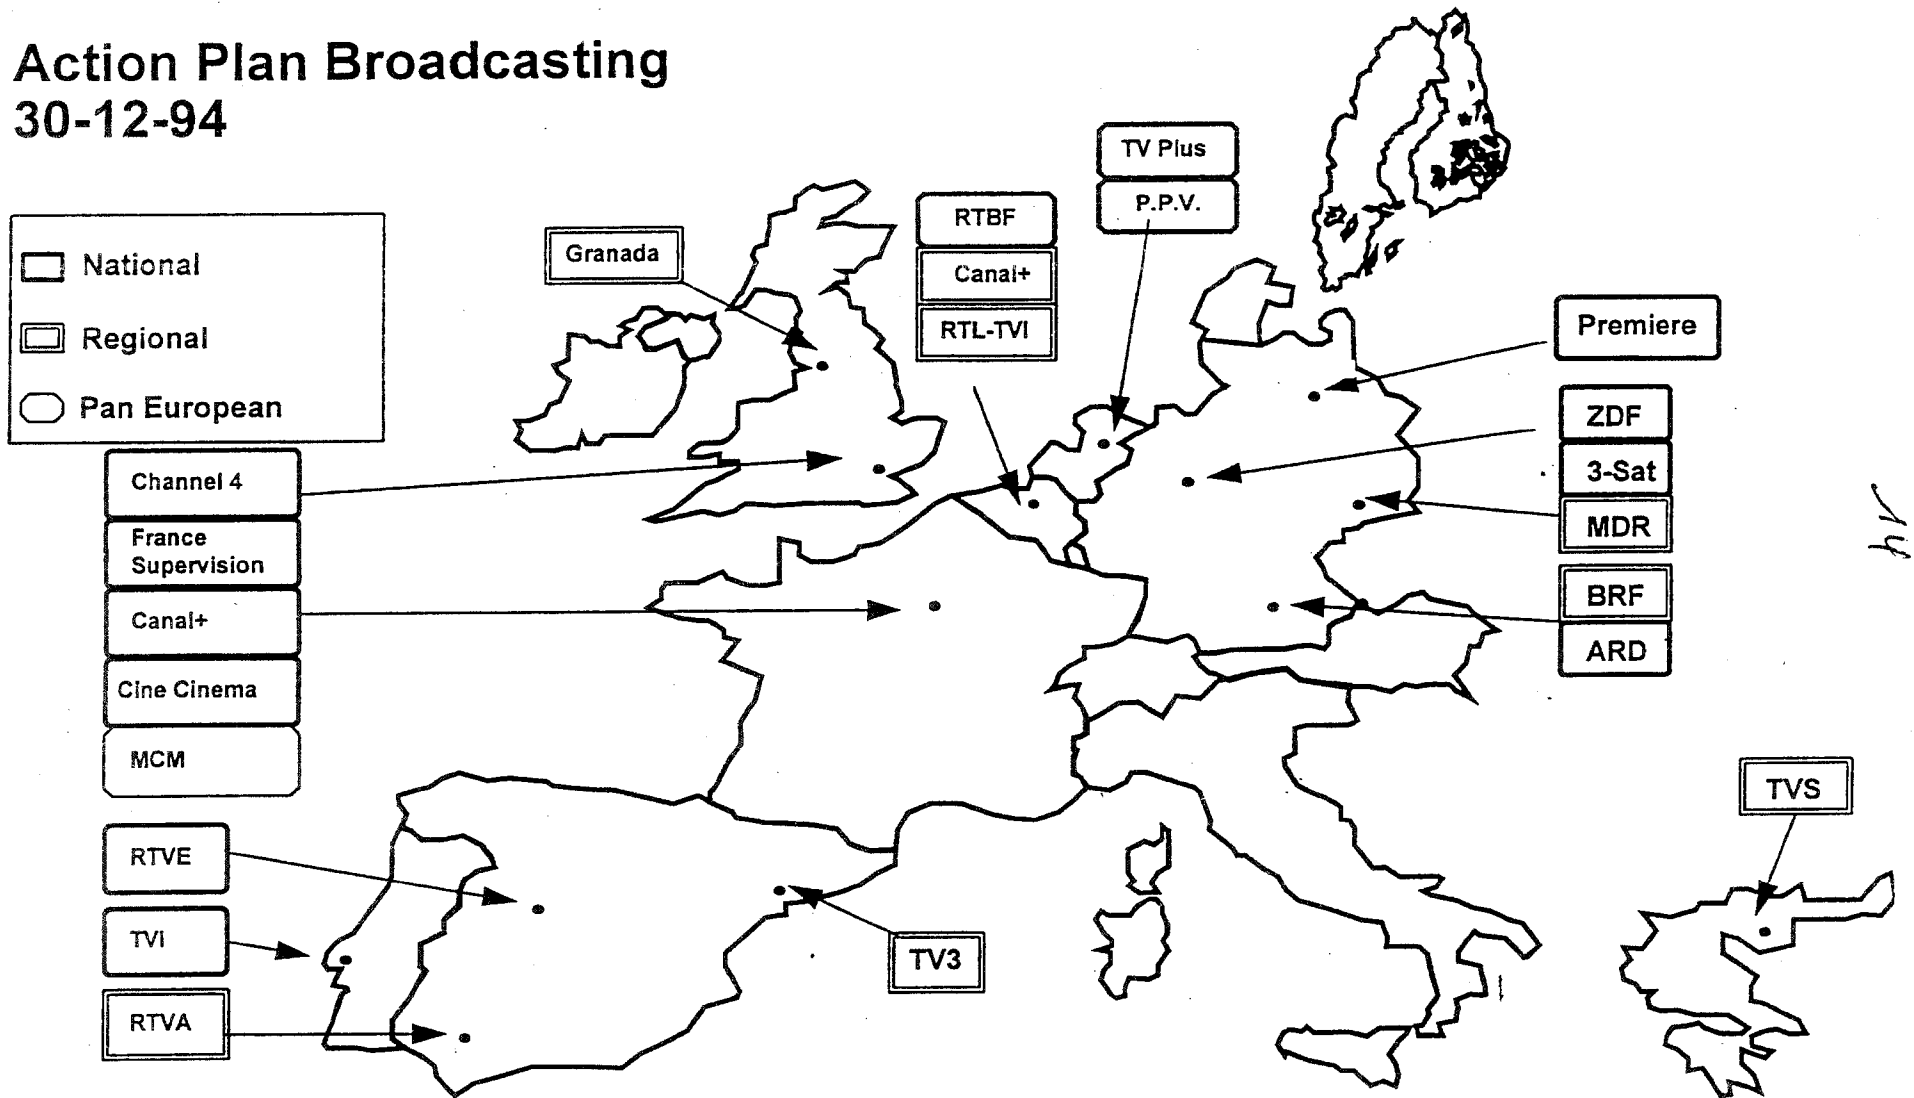 Action Plan Broadcasting
30-12-94
National
Regional
Pan European
Granada
RTBF
Canal+
RTL-TVI
TV Plus
P.P.V.
Premiere
ZDF
3-Sat
MDR
BRF
ARD
Channel 4
France
Supervision
Canal+
Cine Cinema
MCM
RTVE
TVI
RTVA
TV3
TVS
14